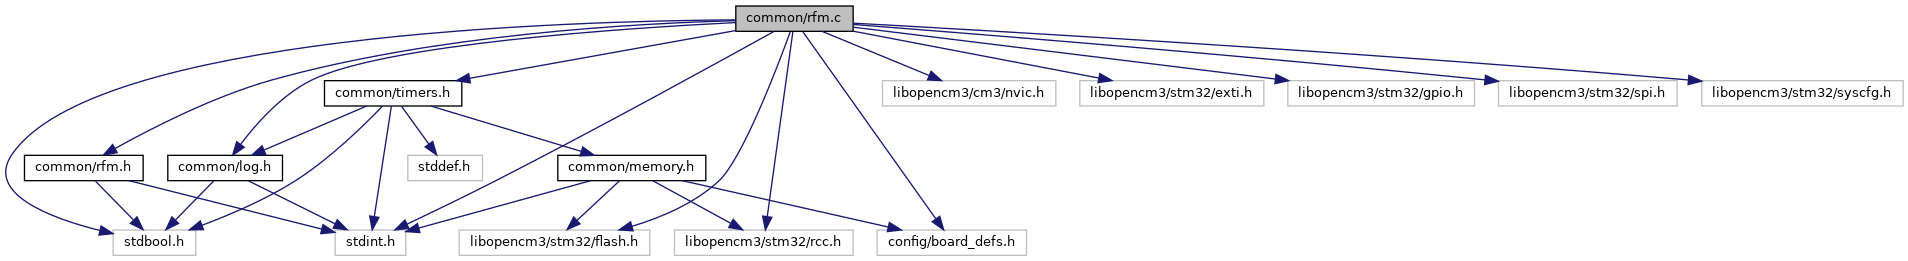 common/rfm.c
common/timers.h
libopencm3/cm3/nvic.h
libopencm3/stm32/exti.h
libopencm3/stm32/gpio.h
libopencm3/stm32/spi.h
libopencm3/stm32/syscfg.h
common/rfm.h
common/log.h
stddef.h
common/memory.h
stdbool.h
stdint.h
libopencm3/stm32/flash.h
libopencm3/stm32/rcc.h
config/board_defs.h